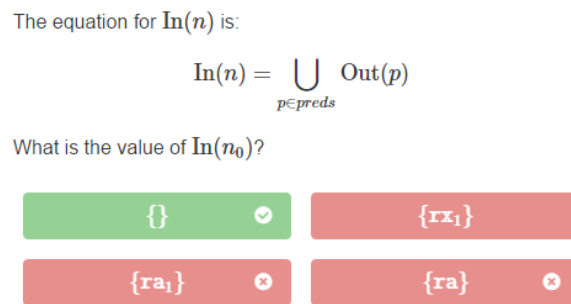 The equation for In(n) is:
In(n) = ⋃ Out(p)
p∈preds
What is the value of In(n₀)?
{} {rx₁}
{ra₁} {ra}